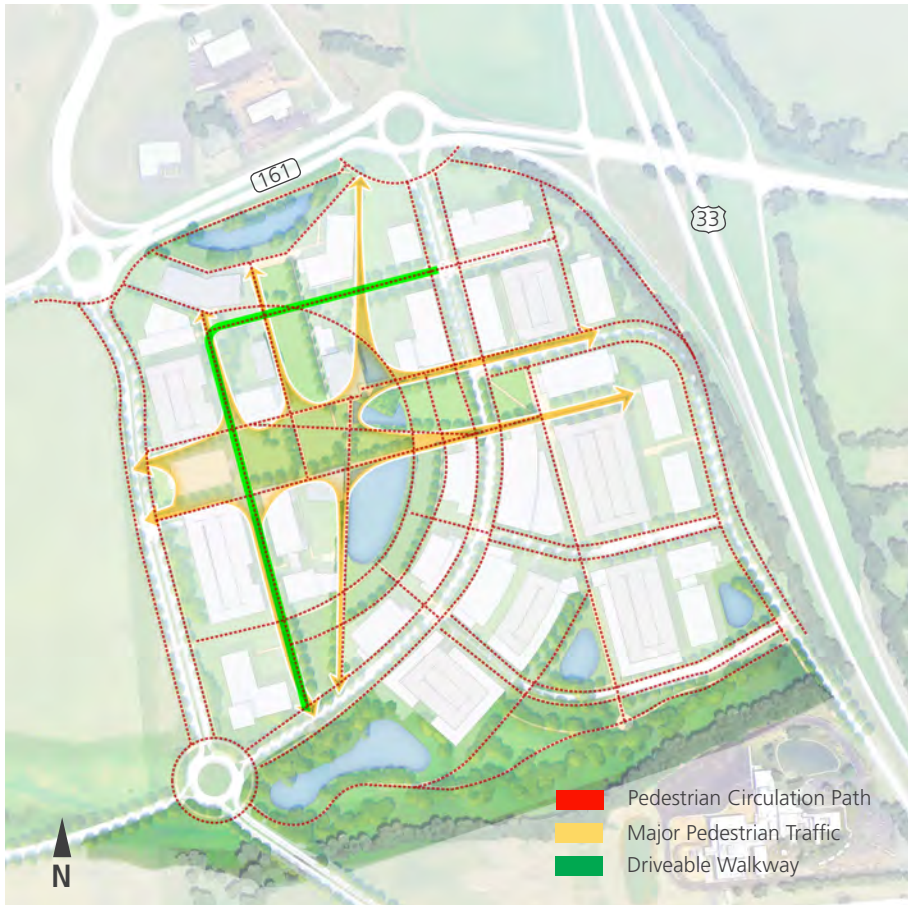 161
33
Pedestrian Circulation Path
Major Pedestrian Traffic
Driveable Walkway
N